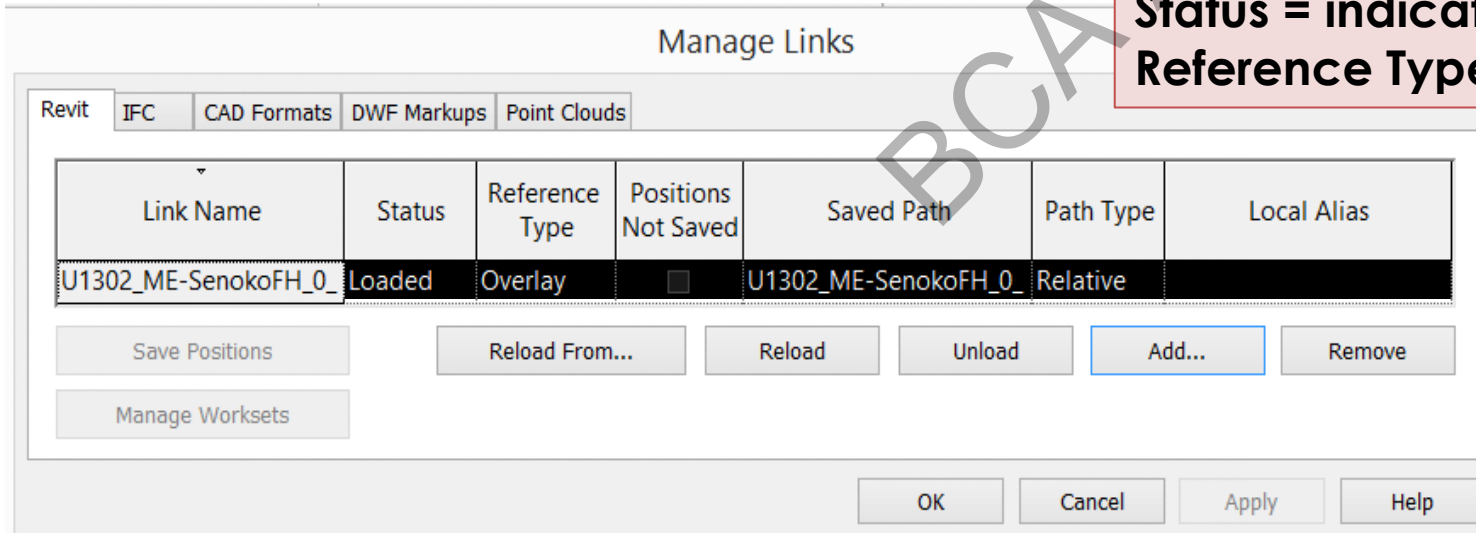 Status = indicat
Reference Type
Manage Links
Revit IFC CAD Formats DWF Markups Point Clouds
Link Name Status Reference Type Positions Not Saved Saved Path Path Type Local Alias
U1302_ME-SenokoFH_0_ Loaded Overlay U1302_ME-SenokoFH_0_ Relative
Save Positions Reload From... Reload Unload Add... Remove
Manage Worksets
OK Cancel Apply Help
BCA